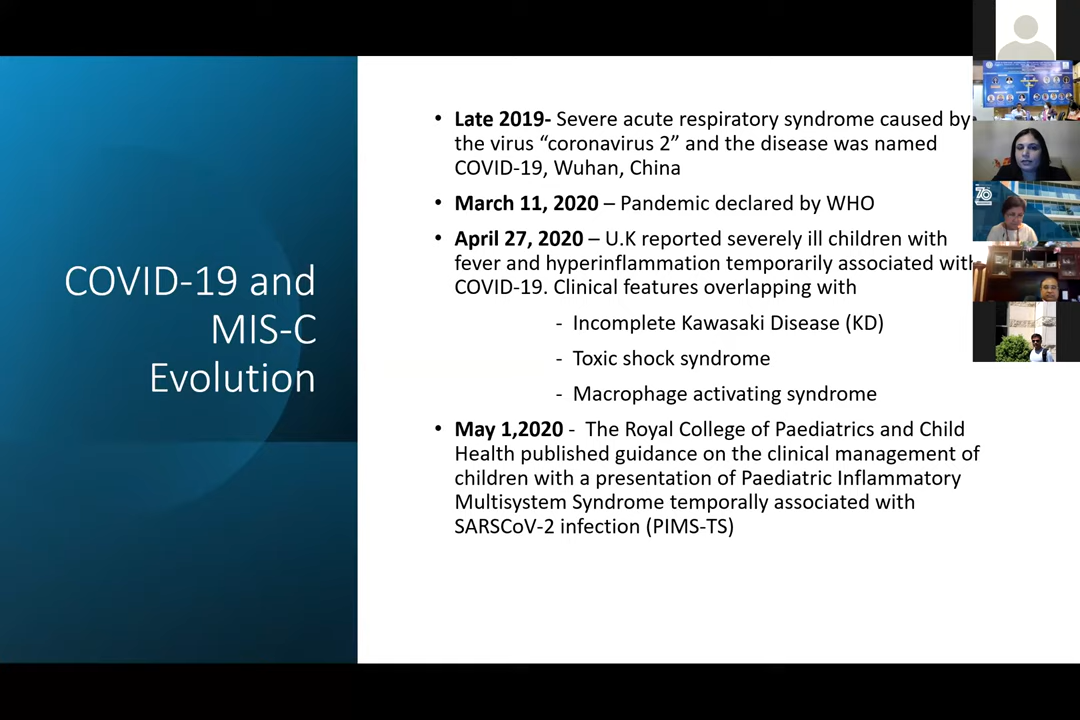 COVID-19 and
MIS-C
Evolution
• Late 2019- Severe acute respiratory syndrome caused by
the virus “coronavirus 2” and the disease was named
COVID-19, Wuhan, China
• March 11, 2020 – Pandemic declared by WHO
• April 27, 2020 – U.K reported severely ill children with
fever and hyperinflammation temporarily associated with
COVID-19. Clinical features overlapping with
- Incomplete Kawasaki Disease (KD)
- Toxic shock syndrome
- Macrophage activating syndrome
• May 1,2020 - The Royal College of Paediatrics and Child
Health published guidance on the clinical management of
children with a presentation of Paediatric Inflammatory
Multisystem Syndrome temporally associated with
SARSCoV-2 infection (PIMS-TS)
70